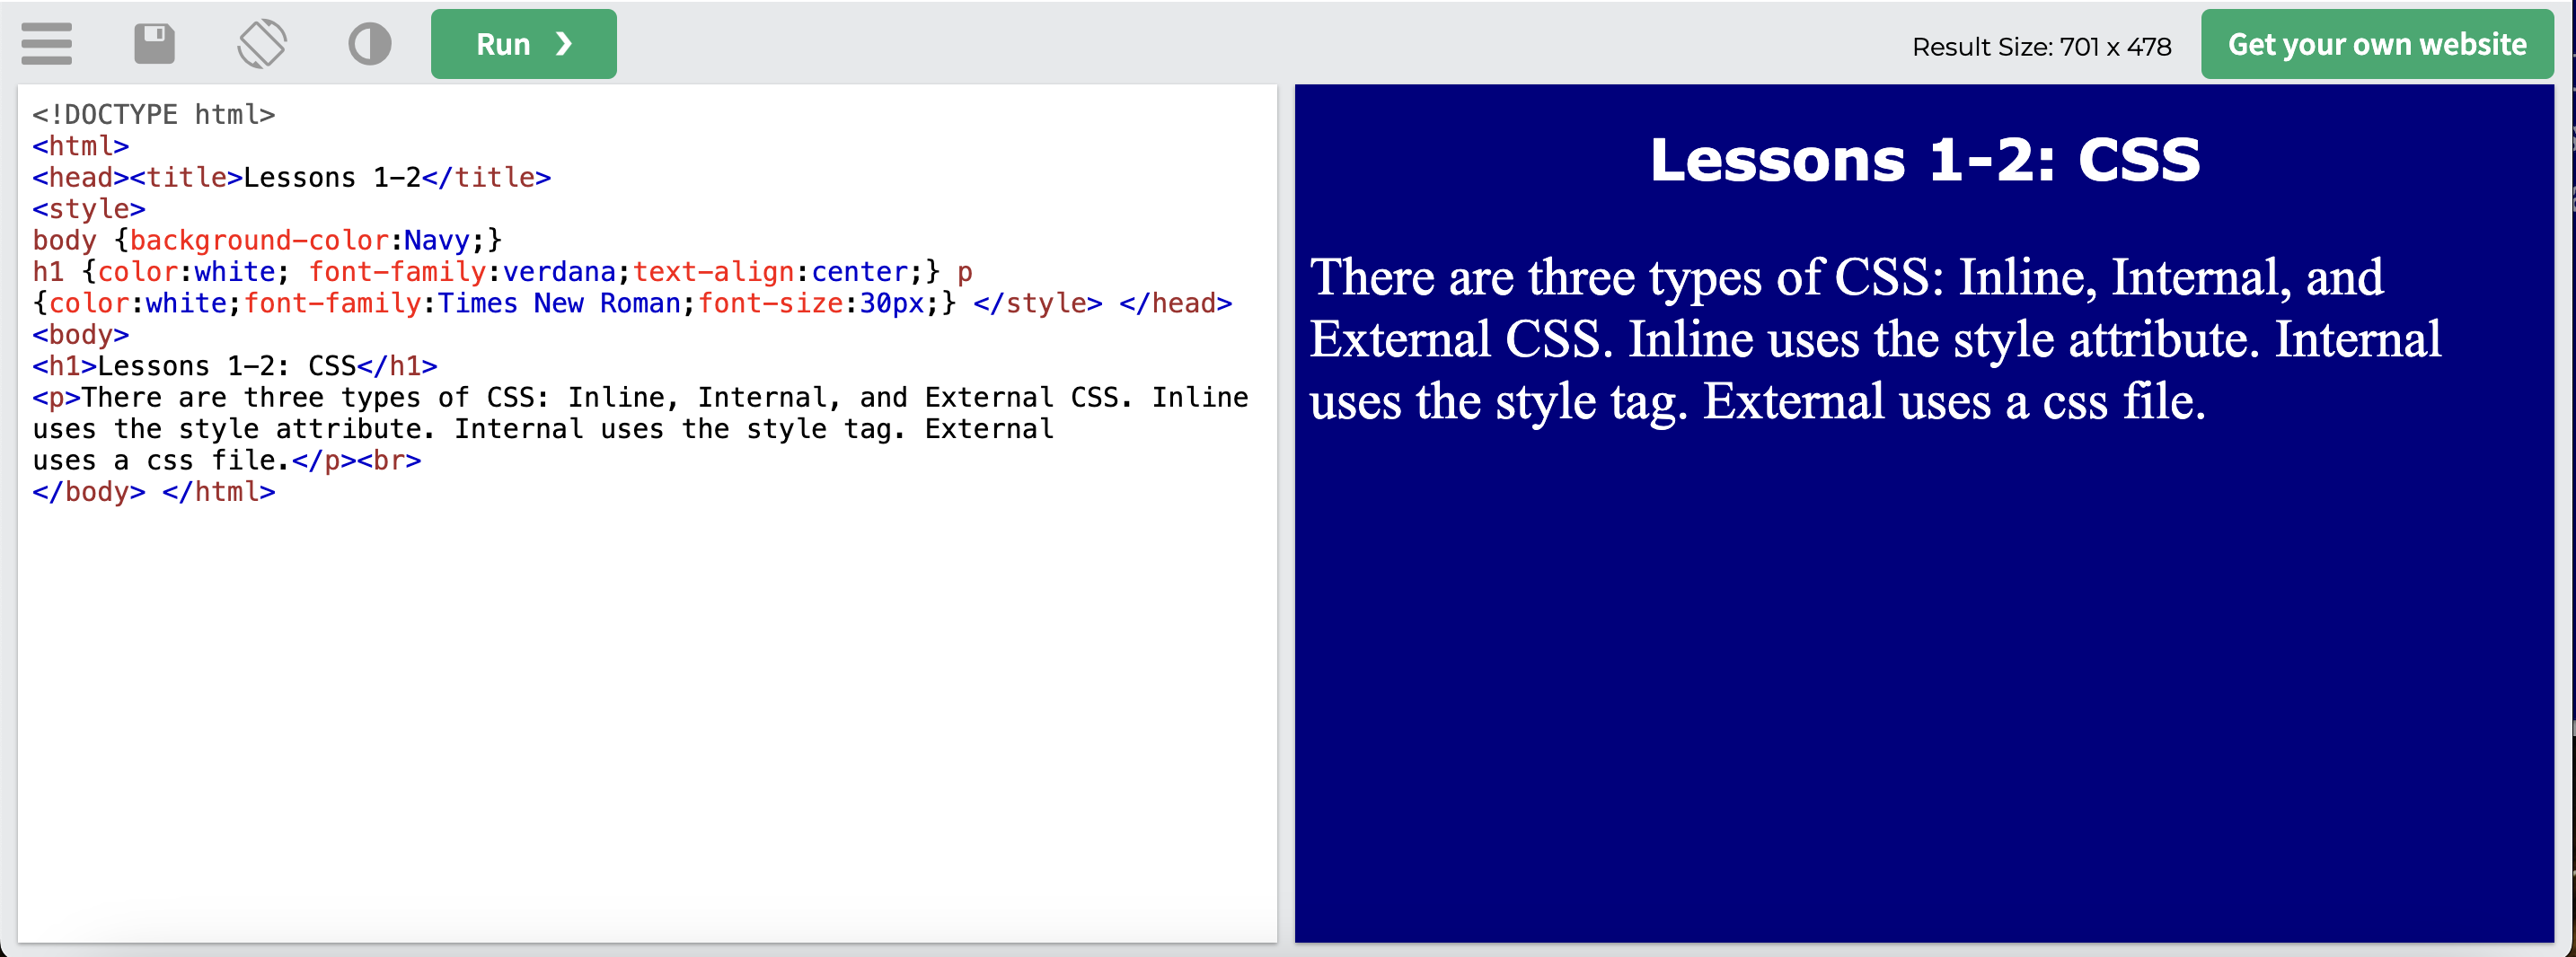 Run ❯
Result Size: 701 x 478
Get your own website
<!DOCTYPE html>
<html>
<head><title>Lessons 1-2</title>
<style>
body {background-color:Navy;}
h1 {color:white; font-family:verdana;text-align:center;} p
{color:white;font-family:Times New Roman;font-size:30px;} </style> </head>
<body>
<h1>Lessons 1-2: CSS</h1>
<p>There are three types of CSS: Inline, Internal, and External CSS. Inline
uses the style attribute. Internal uses the style tag. External
uses a css file.</p><br>
</body> </html>
Lessons 1-2: CSS
There are three types of CSS: Inline, Internal, and
External CSS. Inline uses the style attribute. Internal
uses the style tag. External uses a css file.